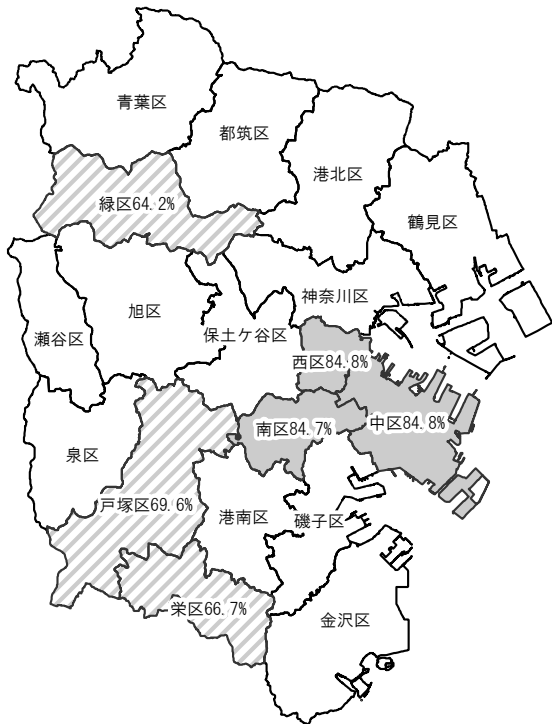 青葉区
都筑区
港北区
緑区64.2%
鶴見区
旭区
神奈川区
瀬谷区
保土ケ谷区
西区84.8%
泉区
南区84.7%
中区84.8%
戸塚区69.6%
港南区
磯子区
栄区66.7%
金沢区